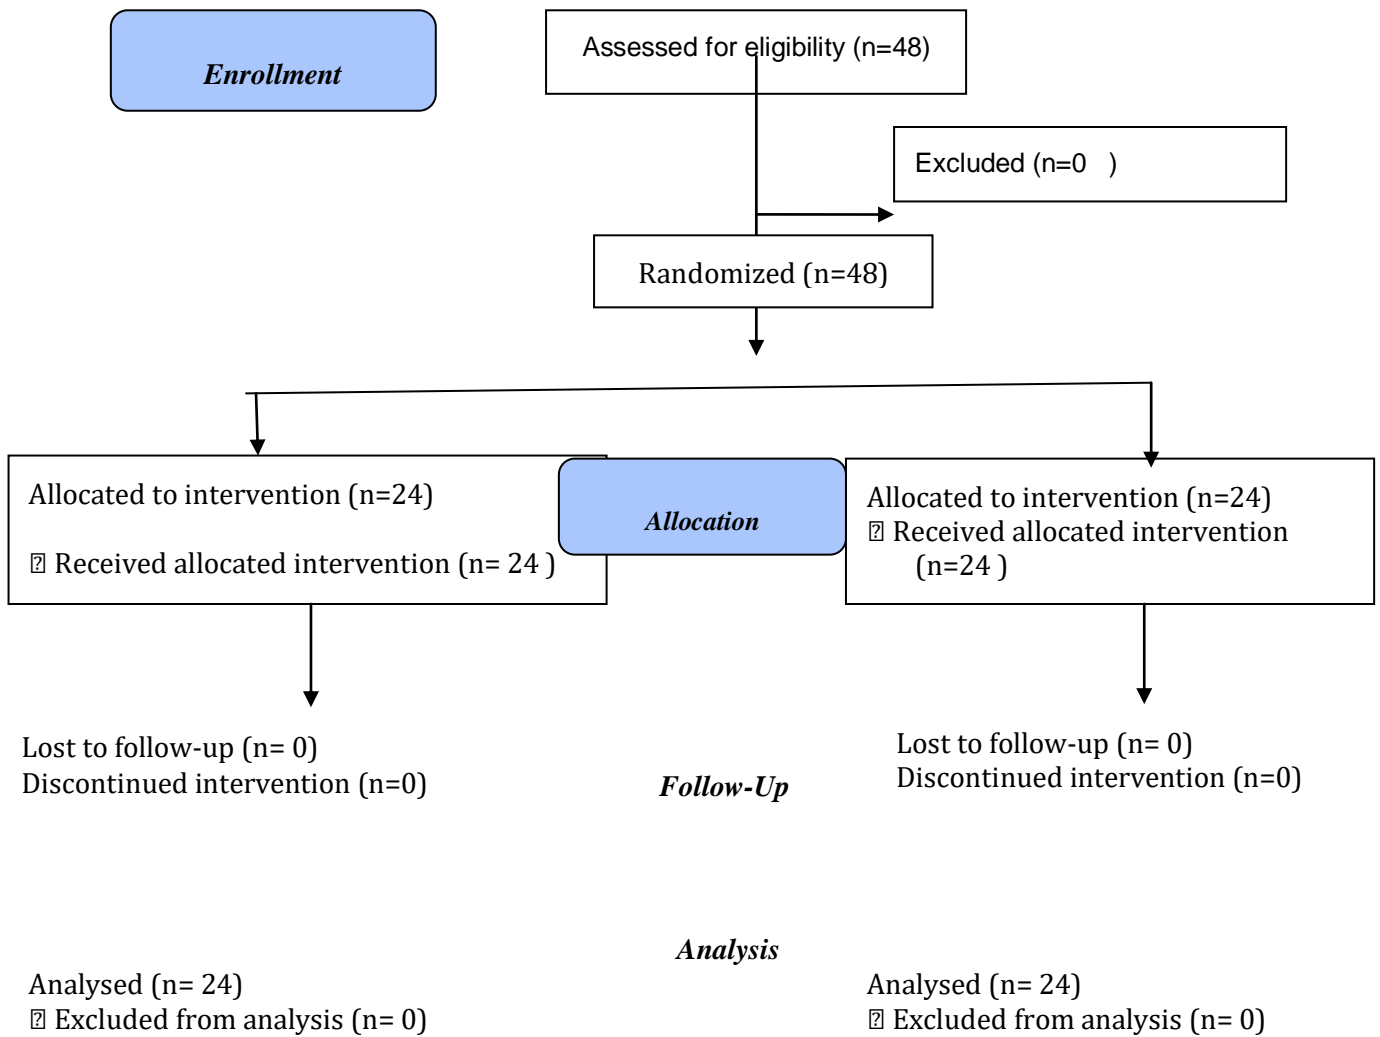 Enrollment
Assessed for eligibility (n=48)
Excluded (n=0   )
Randomized (n=48)
Allocated to intervention (n=24)
⍰ Received allocated intervention (n= 24 )
Allocation
Allocated to intervention (n=24)
⍰ Received allocated intervention
(n=24 )
Lost to follow-up (n= 0)
Discontinued intervention (n=0)
Follow-Up
Lost to follow-up (n= 0)
Discontinued intervention (n=0)
Analysis
Analysed (n= 24)
⍰ Excluded from analysis (n= 0)
Analysed (n= 24)
⍰ Excluded from analysis (n= 0)